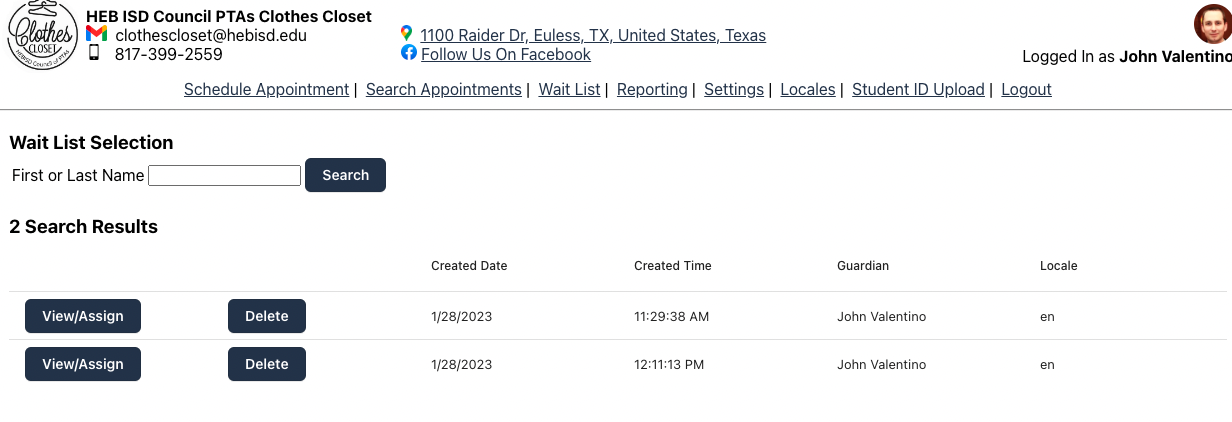 Clothes
CLOSET
HEBISD Council of PTAs
HEB ISD Council PTAs Clothes Closet
clothescloset@hebisd.edu
817-399-2559
1100 Raider Dr, Euless, TX, United States, Texas
Follow Us On Facebook
Logged In as John Valentino
Schedule Appointment | Search Appointments | Wait List | Reporting | Settings | Locales | Student ID Upload | Logout
Wait List Selection
First or Last Name Search
2 Search Results
Created Date Created Time Guardian Locale
View/Assign Delete 1/28/2023 11:29:38 AM John Valentino en
View/Assign Delete 1/28/2023 12:11:13 PM John Valentino en